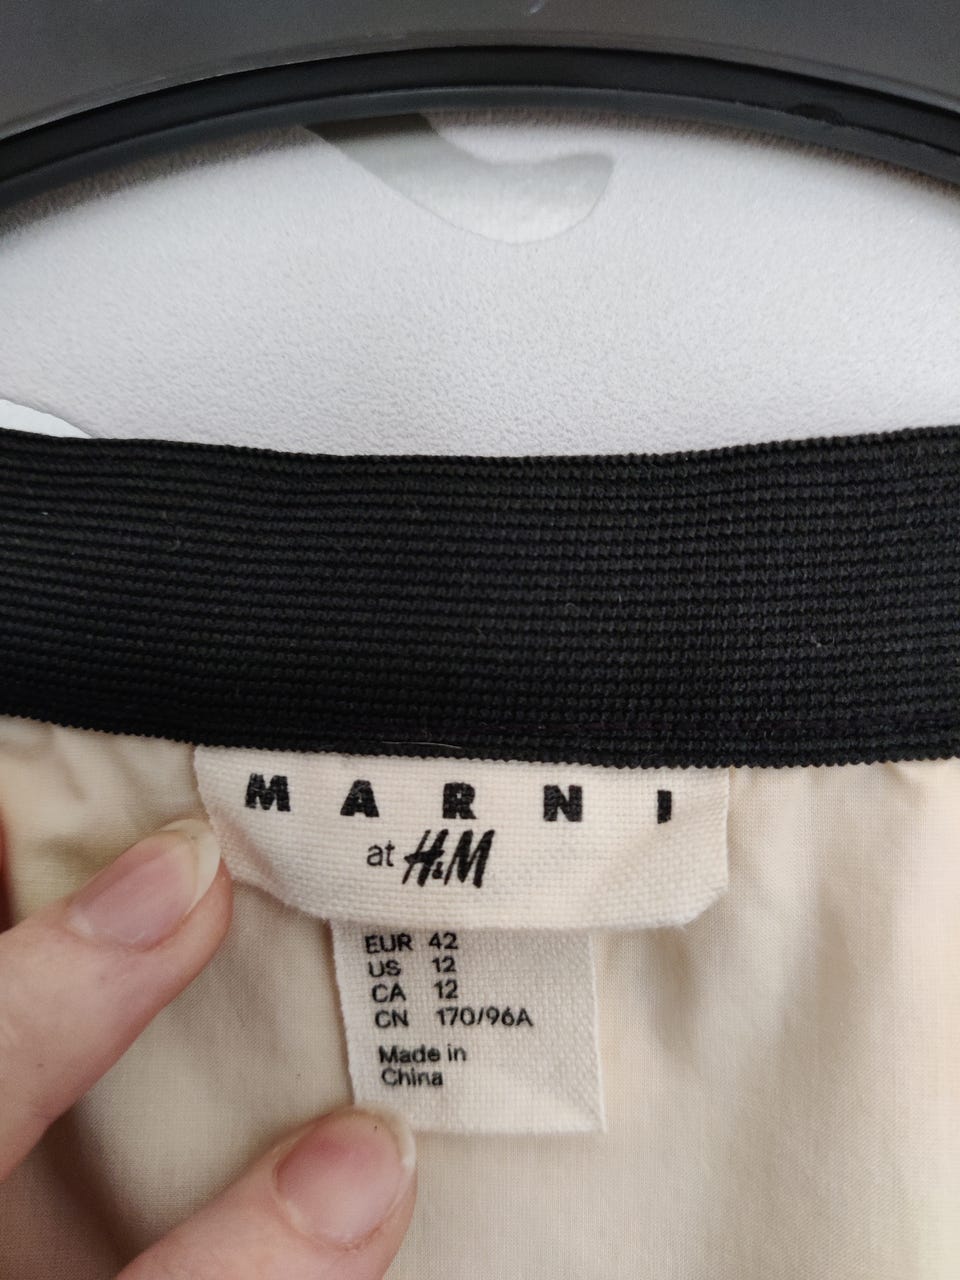 MARNI
at H&M
EUR 42
US 12
CA 12
CN 170/96A
Made in
China